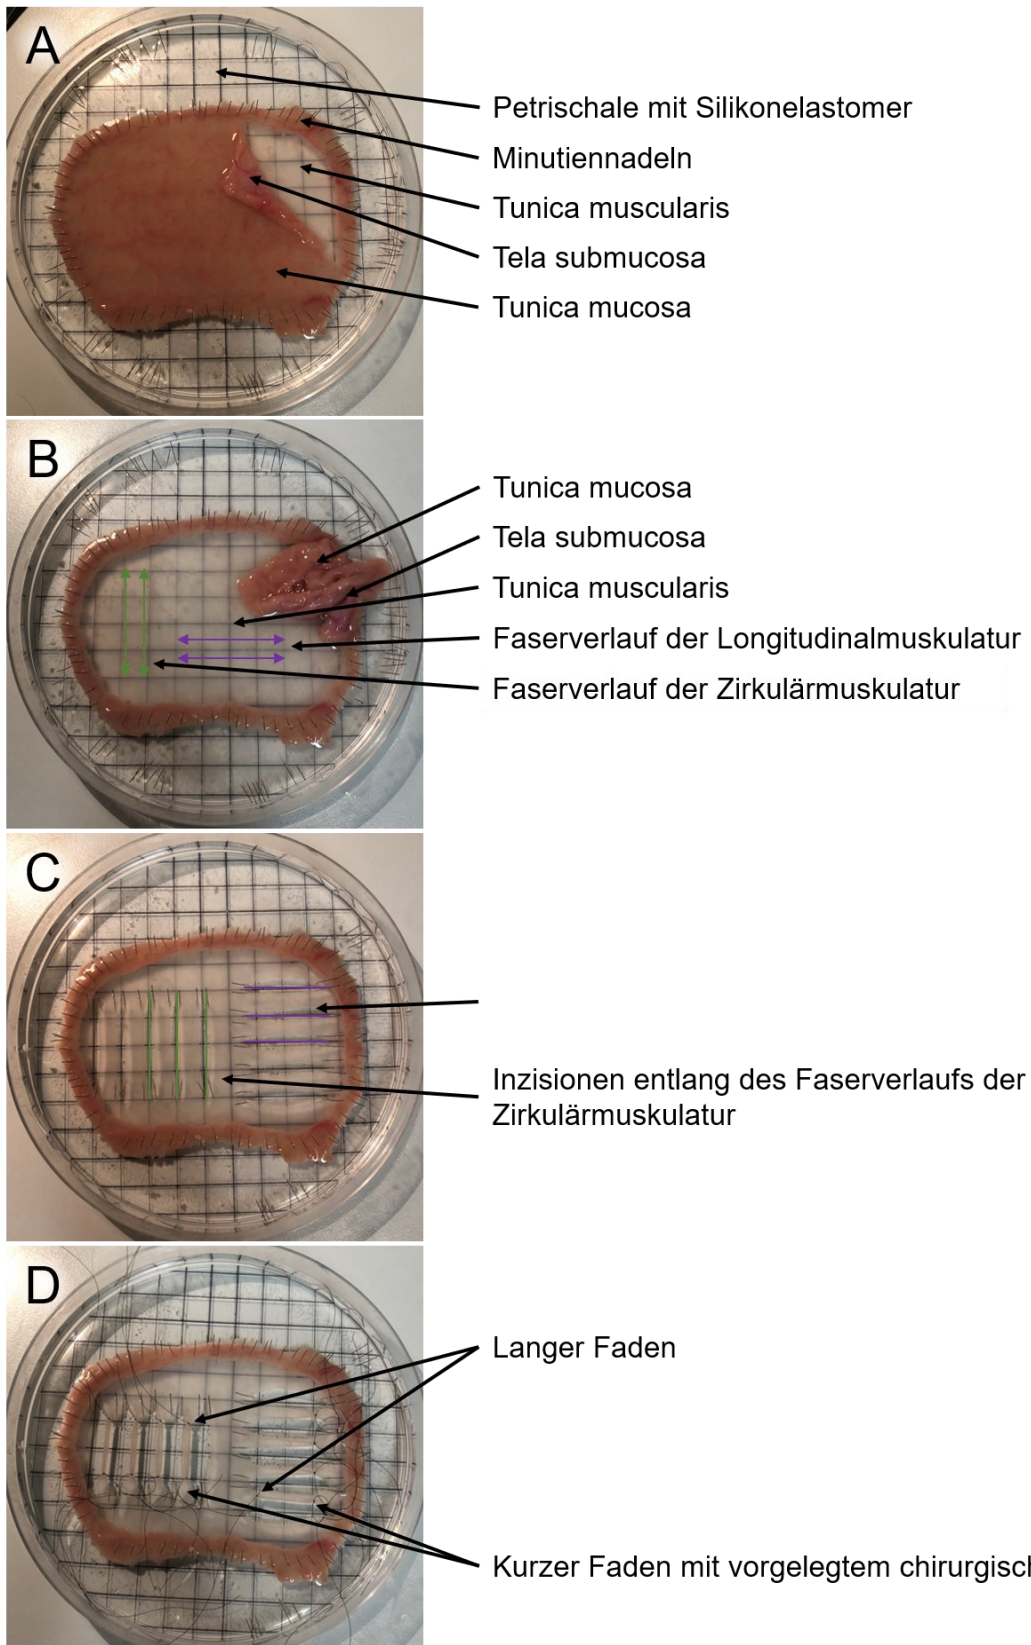 A
Petrischale mit Silikonelastomer
Minutiennadeln
Tunica muscularis
Tela submucosa
Tunica mucosa
B
Tunica mucosa
Tela submucosa
Tunica muscularis
Faserverlauf der Longitudinalmuskulatur
Faserverlauf der Zirkulärmuskulatur
C
Inzisionen entlang des Faserverlaufs der
Zirkulärmuskulatur
D
Langer Faden
Kurzer Faden mit vorgelegtem chirurgisch